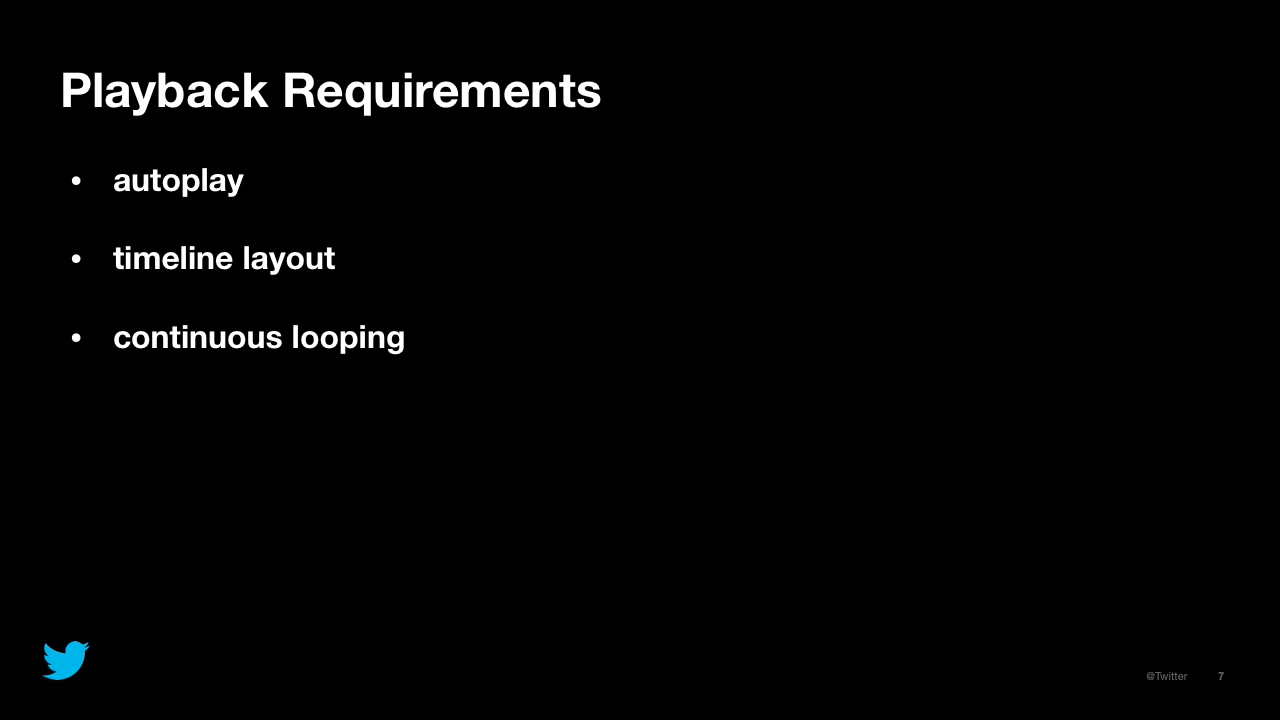 Playback Requirements
• autoplay
• timeline layout
• continuous looping
@Twitter 7